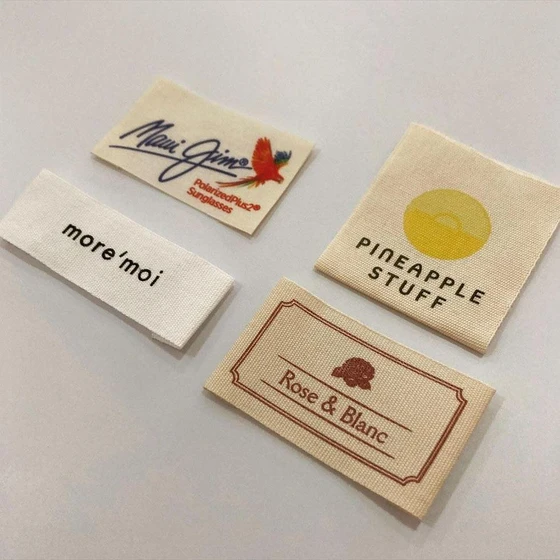 Maui Jim®
PolarizedPlus2®
Sunglasses
more'moi
PINEAPPLE
STUFF
Rose & Blanc